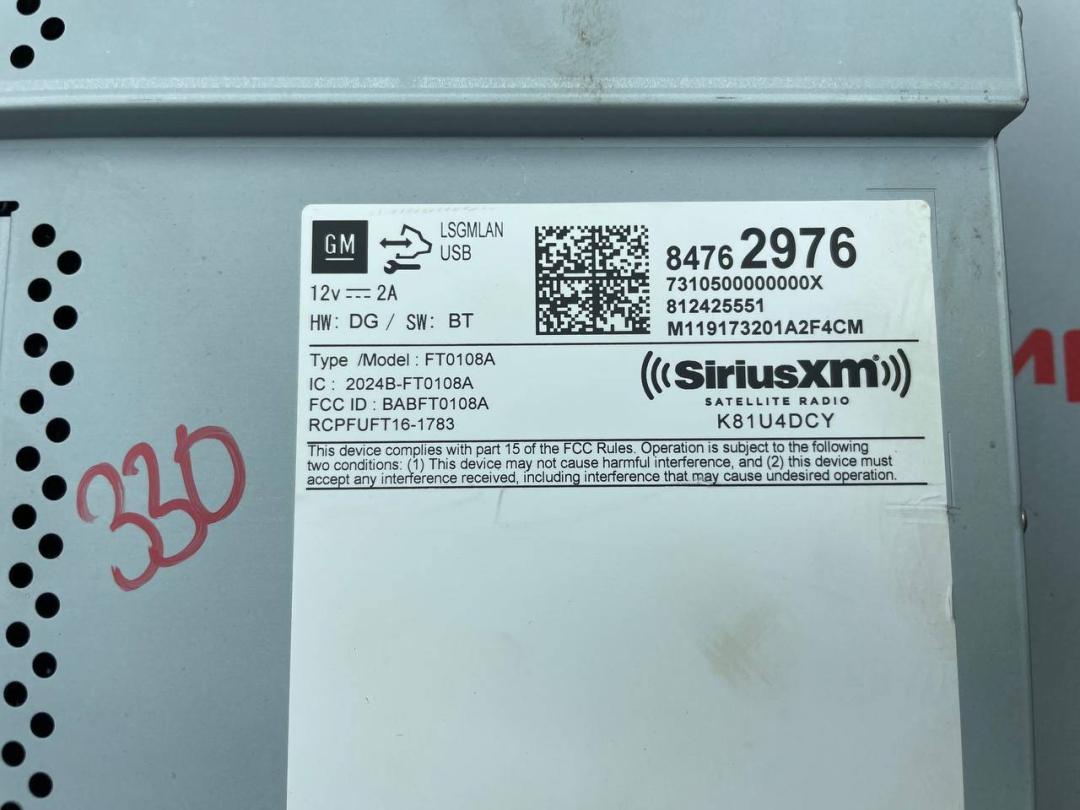 GM
LSGMLAN
USB
12v 2A
HW: DG / SW: BT
84762976
7310500000000X
812425551
M119173201A2F4CM
Type /Model : FT0108A
IC : 2024B-FT0108A
FCC ID : BABFT0108A
RCPFUFT16-1783
SiriusXm
SATELLITE RADIO
K81U4DCY
This device complies with part 15 of the FCC Rules. Operation is subject to the following
two conditions: (1) This device may not cause harmful interference, and (2) this device must
accept any interference received, including interference that may cause undesired operation.
330